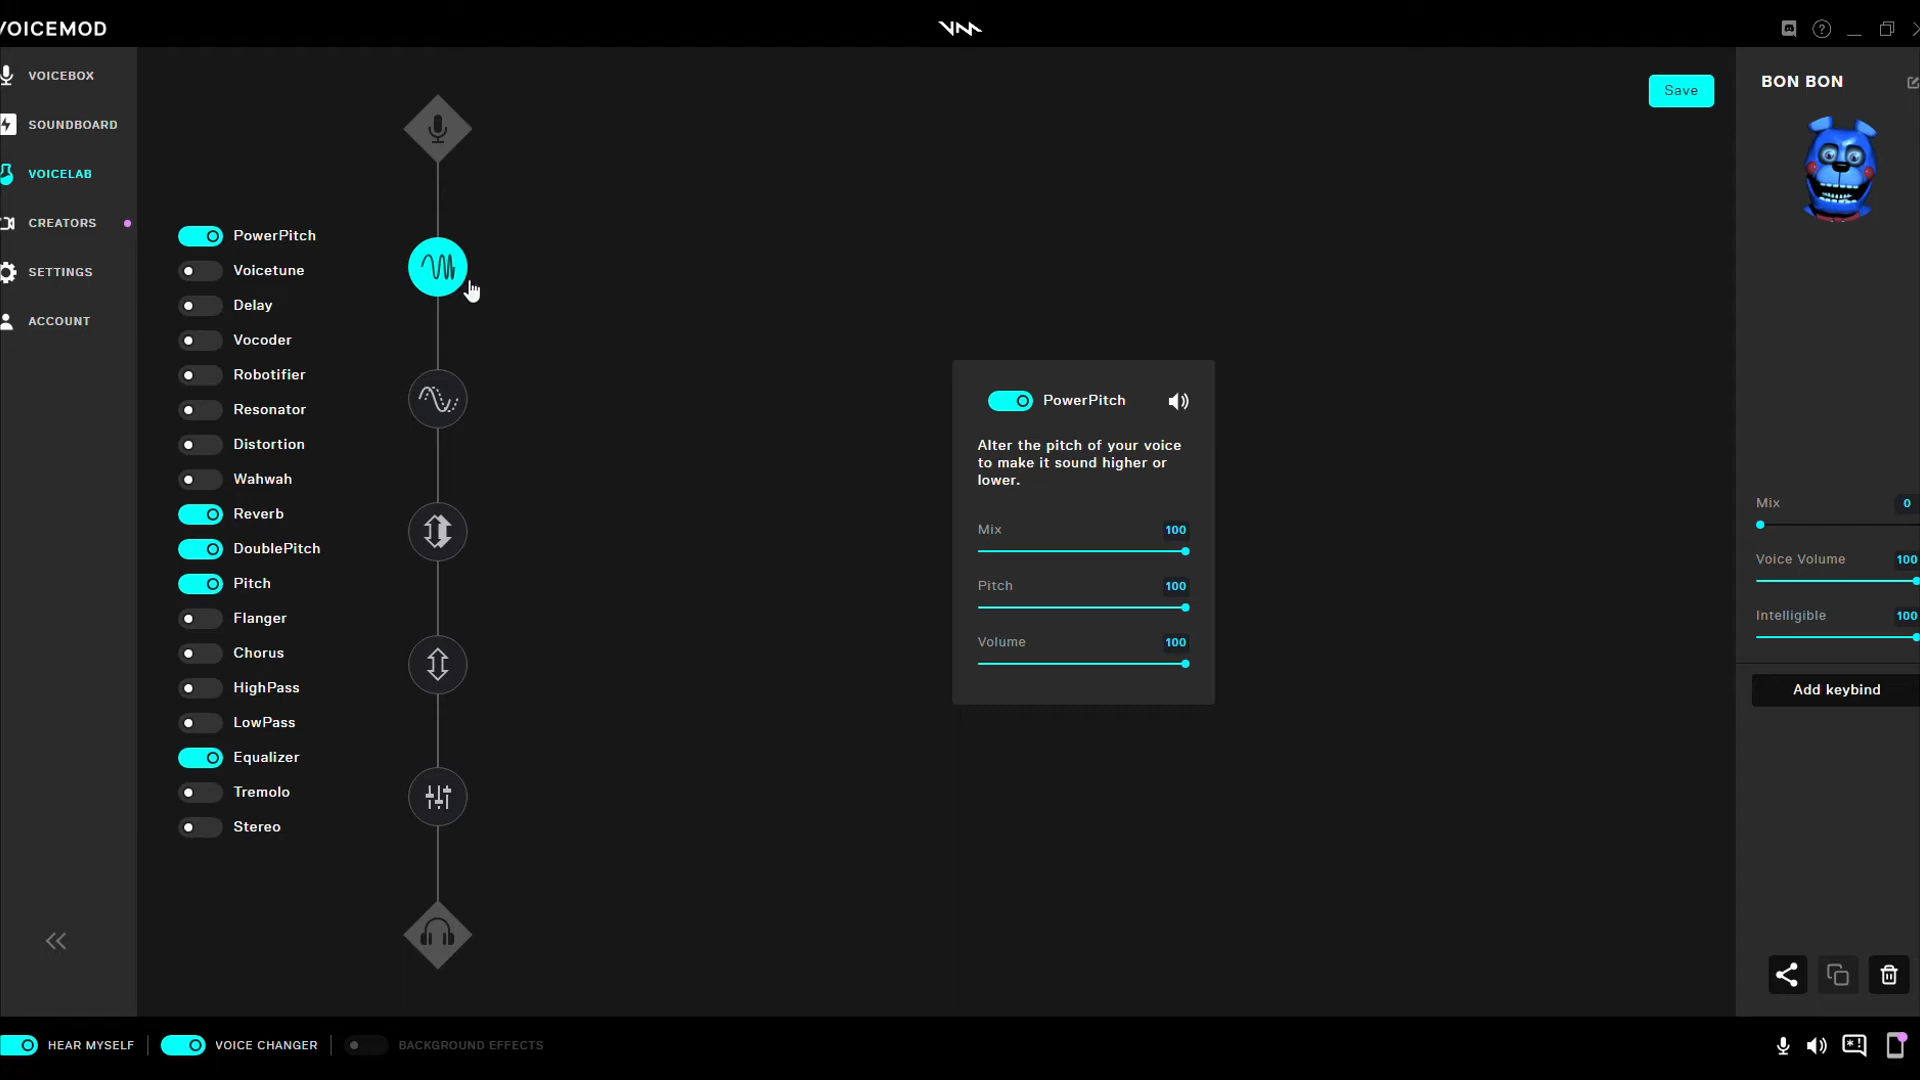 VOICEMOD
VOICEBOX
SOUNDBOARD
VOICELAB
CREATORS
SETTINGS
ACCOUNT
PowerPitch
Voicetune
Delay
Vocoder
Robotifier
Resonator
Distortion
Wahwah
Reverb
DoublePitch
Pitch
Flanger
Chorus
HighPass
LowPass
Equalizer
Tremolo
Stereo
PowerPitch
Alter the pitch of your voice
to make it sound higher or
lower.
Mix 100
Pitch 100
Volume 100
Save
BON BON
Mix 0
Voice Volume 100
Intelligible 100
Add keybind
HEAR MYSELF
VOICE CHANGER
BACKGROUND EFFECTS